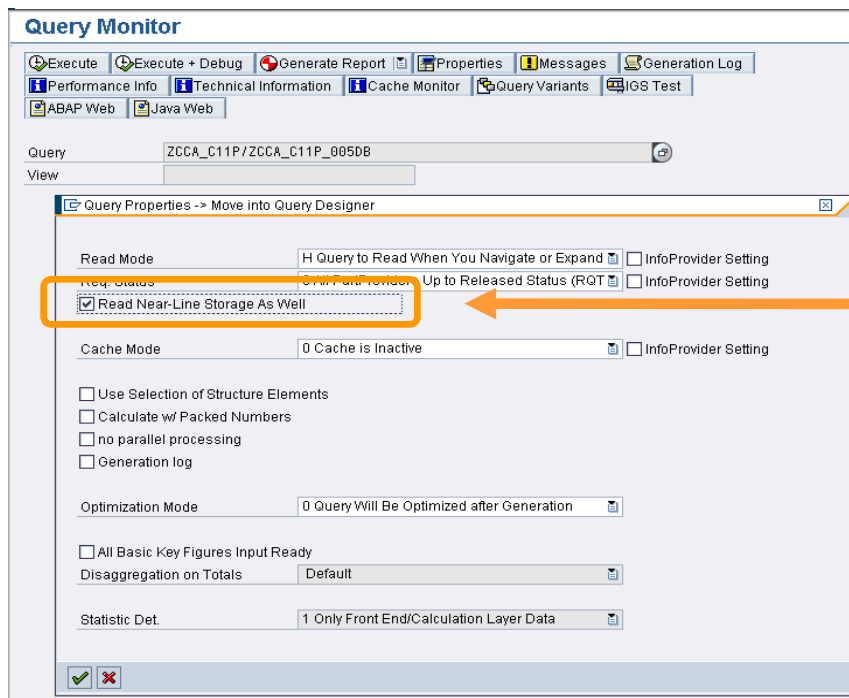 Query Monitor
Execute Execute + Debug Generate Report Properties Messages Generation Log
Performance Info Technical Information Cache Monitor Query Variants IGS Test
ABAP Web Java Web
Query ZCCA_C11P/ZCCA_C11P_005DB
View
Query Properties -> Move into Query Designer
Read Mode H Query to Read When You Navigate or Expand InfoProvider Setting
Req. Status 0 All PartProviders Up to Released Status (RQT InfoProvider Setting
Read Near-Line Storage As Well
Cache Mode 0 Cache is Inactive InfoProvider Setting
Use Selection of Structure Elements
Calculate w/ Packed Numbers
no parallel processing
Generation log
Optimization Mode 0 Query Will Be Optimized after Generation
All Basic Key Figures Input Ready
Disaggregation on Totals Default
Statistic Det. 1 Only Front End/Calculation Layer Data